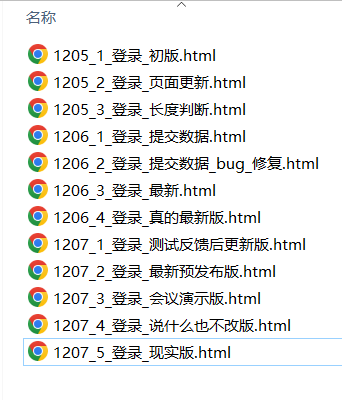 名称
1205_1_登录_初版.html
1205_2_登录_页面更新.html
1205_3_登录_长度判断.html
1206_1_登录_提交数据.html
1206_2_登录_提交数据_bug_修复.html
1206_3_登录_最新.html
1206_4_登录_真的最新版.html
1207_1_登录_测试反馈后更新版.html
1207_2_登录_最新预发布版.html
1207_3_登录_会议演示版.html
1207_4_登录_说什么也不改版.html
1207_5_登录_现实版.html